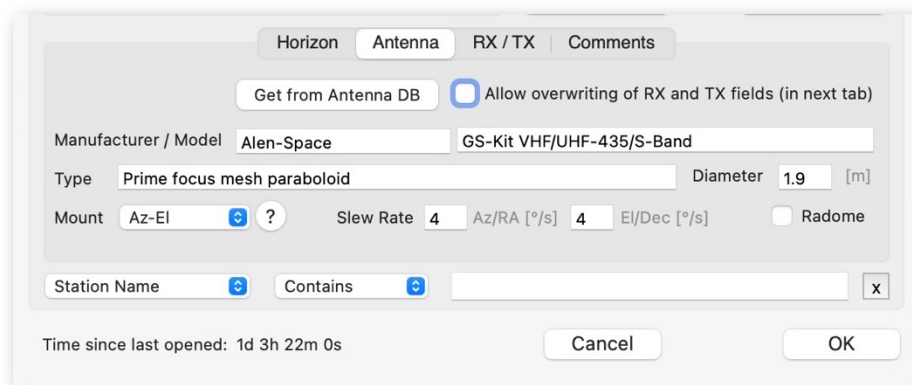 Horizon Antenna RX / TX Comments
Get from Antenna DB Allow overwriting of RX and TX fields (in next tab)
Manufacturer / Model Alen-Space GS-Kit VHF/UHF-435/S-Band
Type Prime focus mesh paraboloid Diameter 1.9 [m]
Mount Az-El ? Slew Rate 4 Az/RA [°/s] 4 El/Dec [°/s] Radome
Station Name Contains x
Time since last opened: 1d 3h 22m 0s Cancel OK